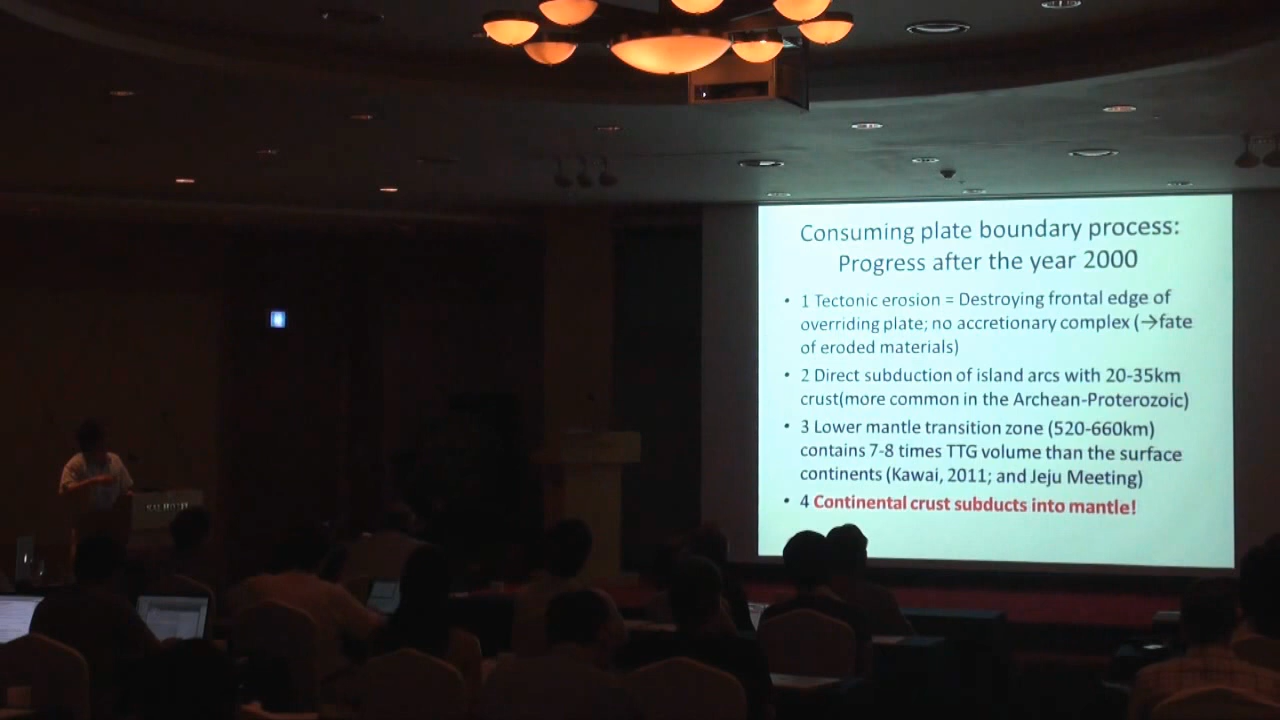 Consuming plate boundary process:
Progress after the year 2000
• 1 Tectonic erosion = Destroying frontal edge of
overriding plate; no accretionary complex (→fate
of eroded materials)
• 2 Direct subduction of island arcs with 20-35km
crust(more common in the Archean-Proterozoic)
• 3 Lower mantle transition zone (520-660km)
contains 7-8 times TTG volume than the surface
continents (Kawai, 2011; and Jeju Meeting)
• 4 Continental crust subducts into mantle!